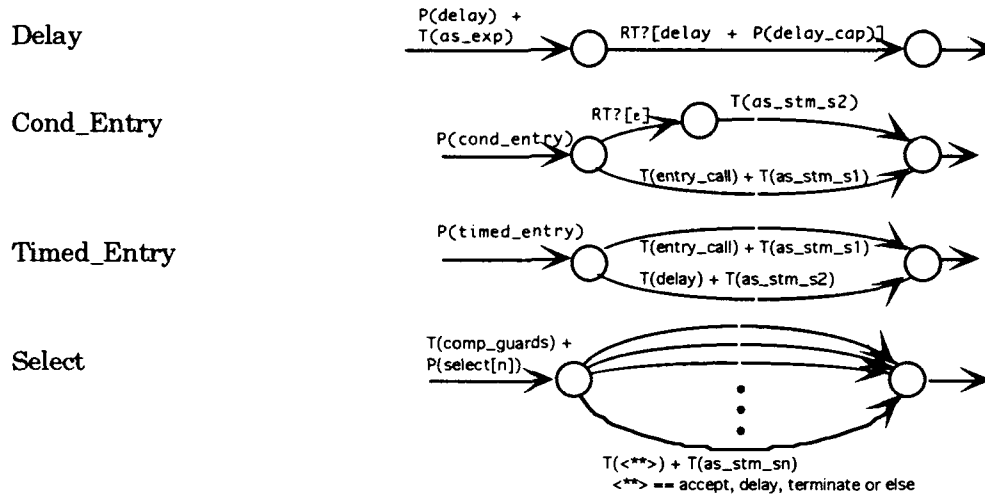 Delay
P(delay) +
T(as_exp)
RT?[delay + P(delay_cap)]
Cond_Entry
P(cond_entry)
RT?[ε]
T(as_stm_s2)
T(entry_call) + T(as_stm_s1)
Timed_Entry
P(timed_entry)
T(entry_call) + T(as_stm_s1)
T(delay) + T(as_stm_s2)
Select
T(comp_guards) +
P(select[n])
T(<**>) + T(as_stm_sn)
<**> == accept, delay, terminate or else